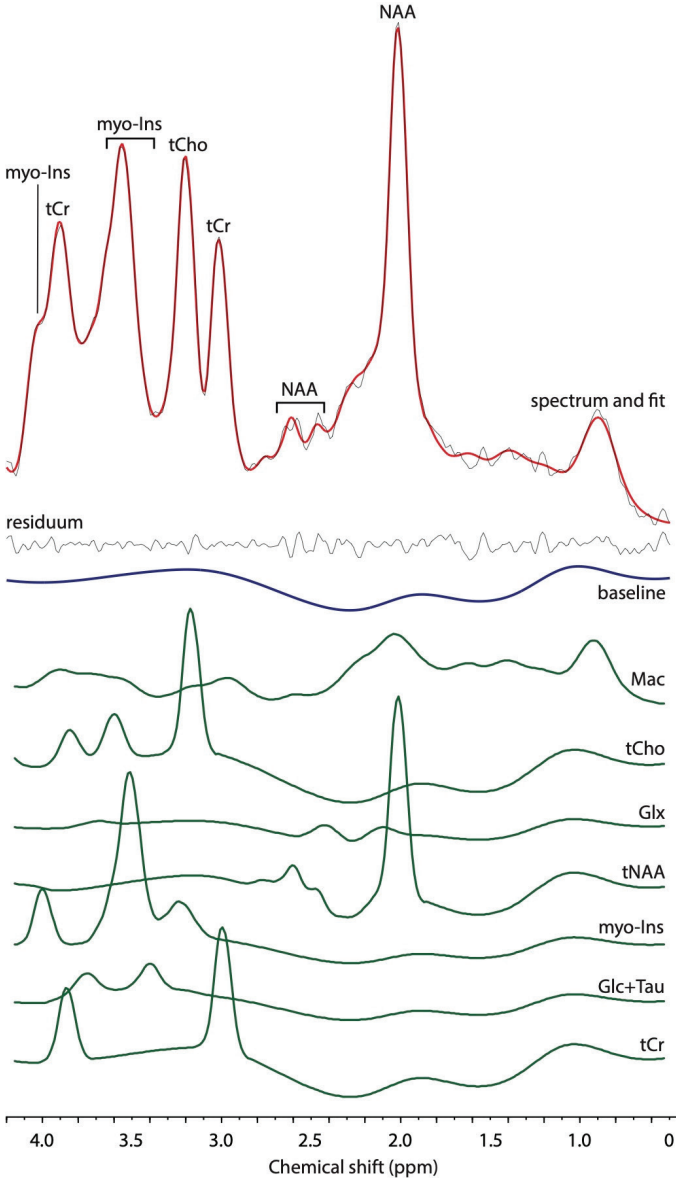 NAA
myo-Ins
tCho
myo-Ins
tCr
tCr
NAA
spectrum and fit
residuum
baseline
Mac
tCho
Glx
tNAA
myo-Ins
Glc+Tau
tCr
4.0 3.5 3.0 2.5 2.0 1.5 1.0 0
Chemical shift (ppm)